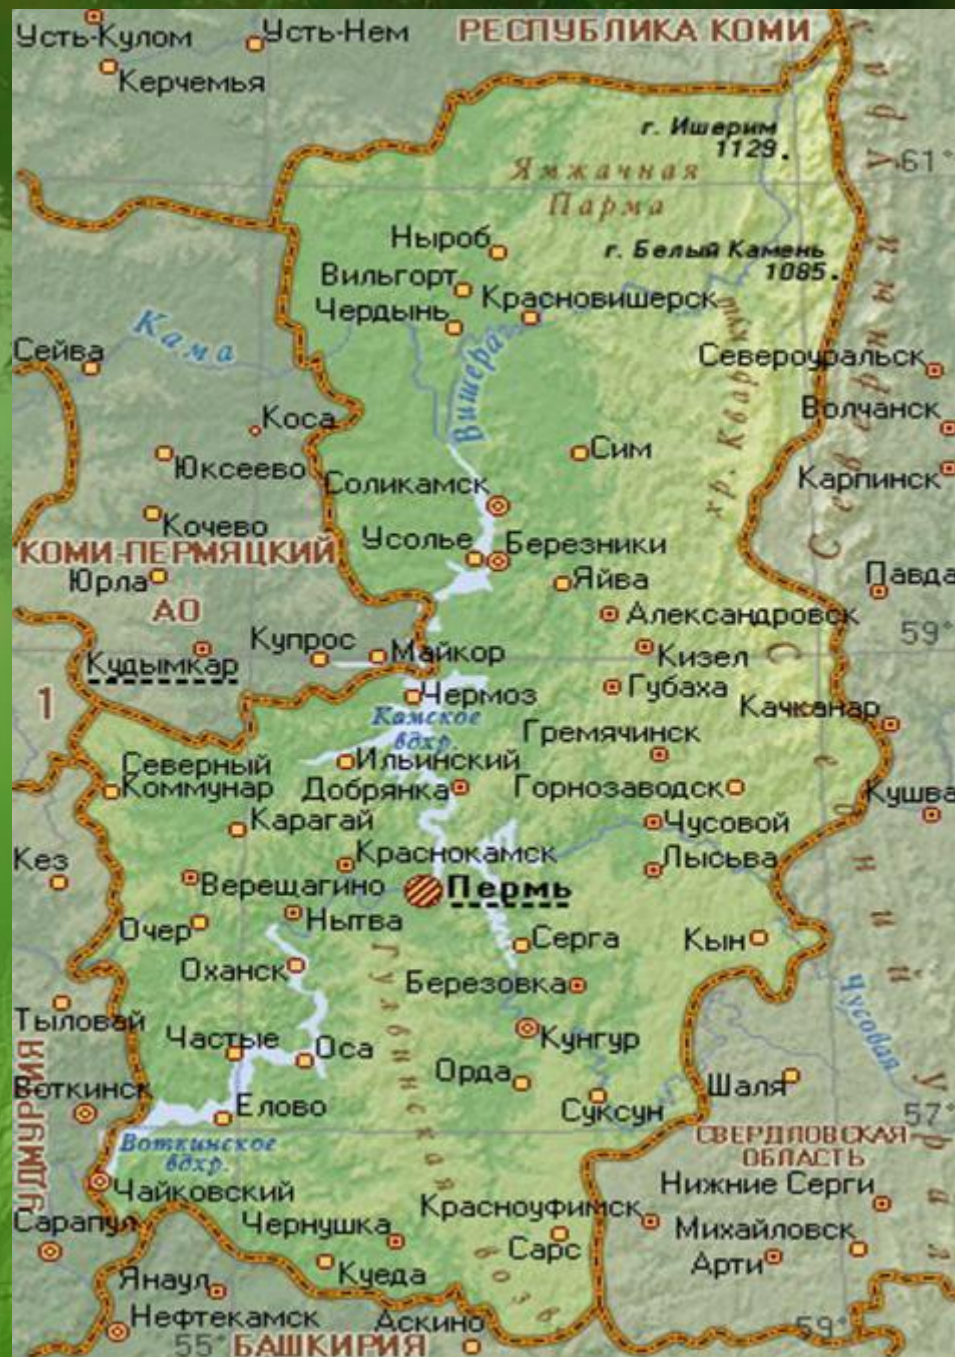 Усть-Кулом
Усть-Нем
РЕСПУБЛИКА КОМИ
Керчемья
г. Ишерим
1129.
Ямжачная
Парма
61°
Ныроб
г. Белый Камень
1085.
Вильгорт
Чердынь
Красновишерск
Кама
Вишера
Сейва
Североуральск
хр. Кваркуш
Северный Урал
Волчанск
Коса
Сим
Юксеево
Карпинск
Соликамск
Кочево
Усолье
Березники
КОМИ-ПЕРМЯЦКИЙ
АО
Юрла
Яйва
Павда
Александровск
59°
Купрос
Майкор
Кизел
Кудымкар
1
Чермоз
Губаха
Камское
вдхр.
Качканар
Гремячинск
Северный
Коммунар
Ильинский
Добрянка
Горнозаводск
Кушва
Карагай
Чусовой
Краснокамск
Лысьва
Кез
Верещагино
Пермь
Нытва
Очер
Серга
Кын
Оханск
Березовка
Чусовая
Тыловай
Частые
Оса
Кунгур
Орда
Шаля
УДМУРТИЯ
Воткинск
Елово
Суксун
57°
СВЕРДЛОВСКАЯ
ОБЛАСТЬ
Воткинское
вдхр.
Чайковский
Нижние Серги
Сарапул
Чернушка
Красноуфимск
Михайловск
Сарс
Арти
Куеда
Янаул
Нефтекамск
Аскино
55°
БАШКИРИЯ
59°